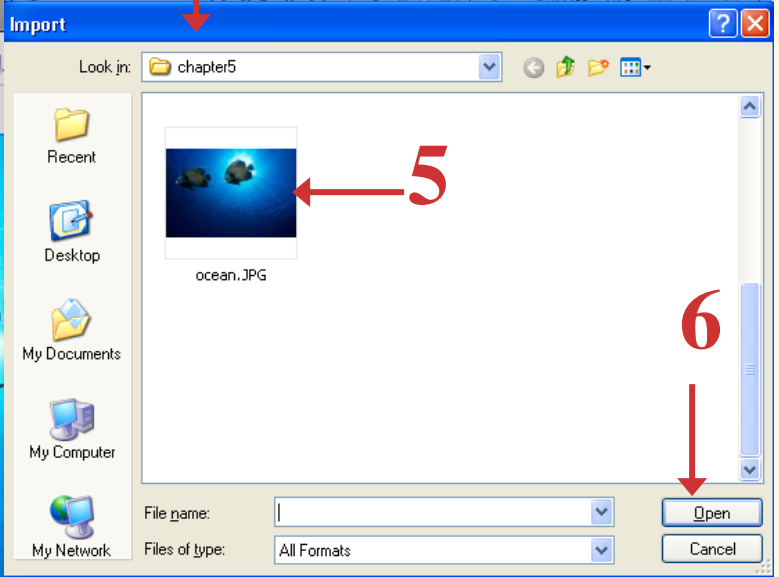 Import
Look in: chapter5
Recent
Desktop
My Documents
My Computer
My Network
5
ocean.JPG
6
File name:
Open
Files of type: All Formats
Cancel